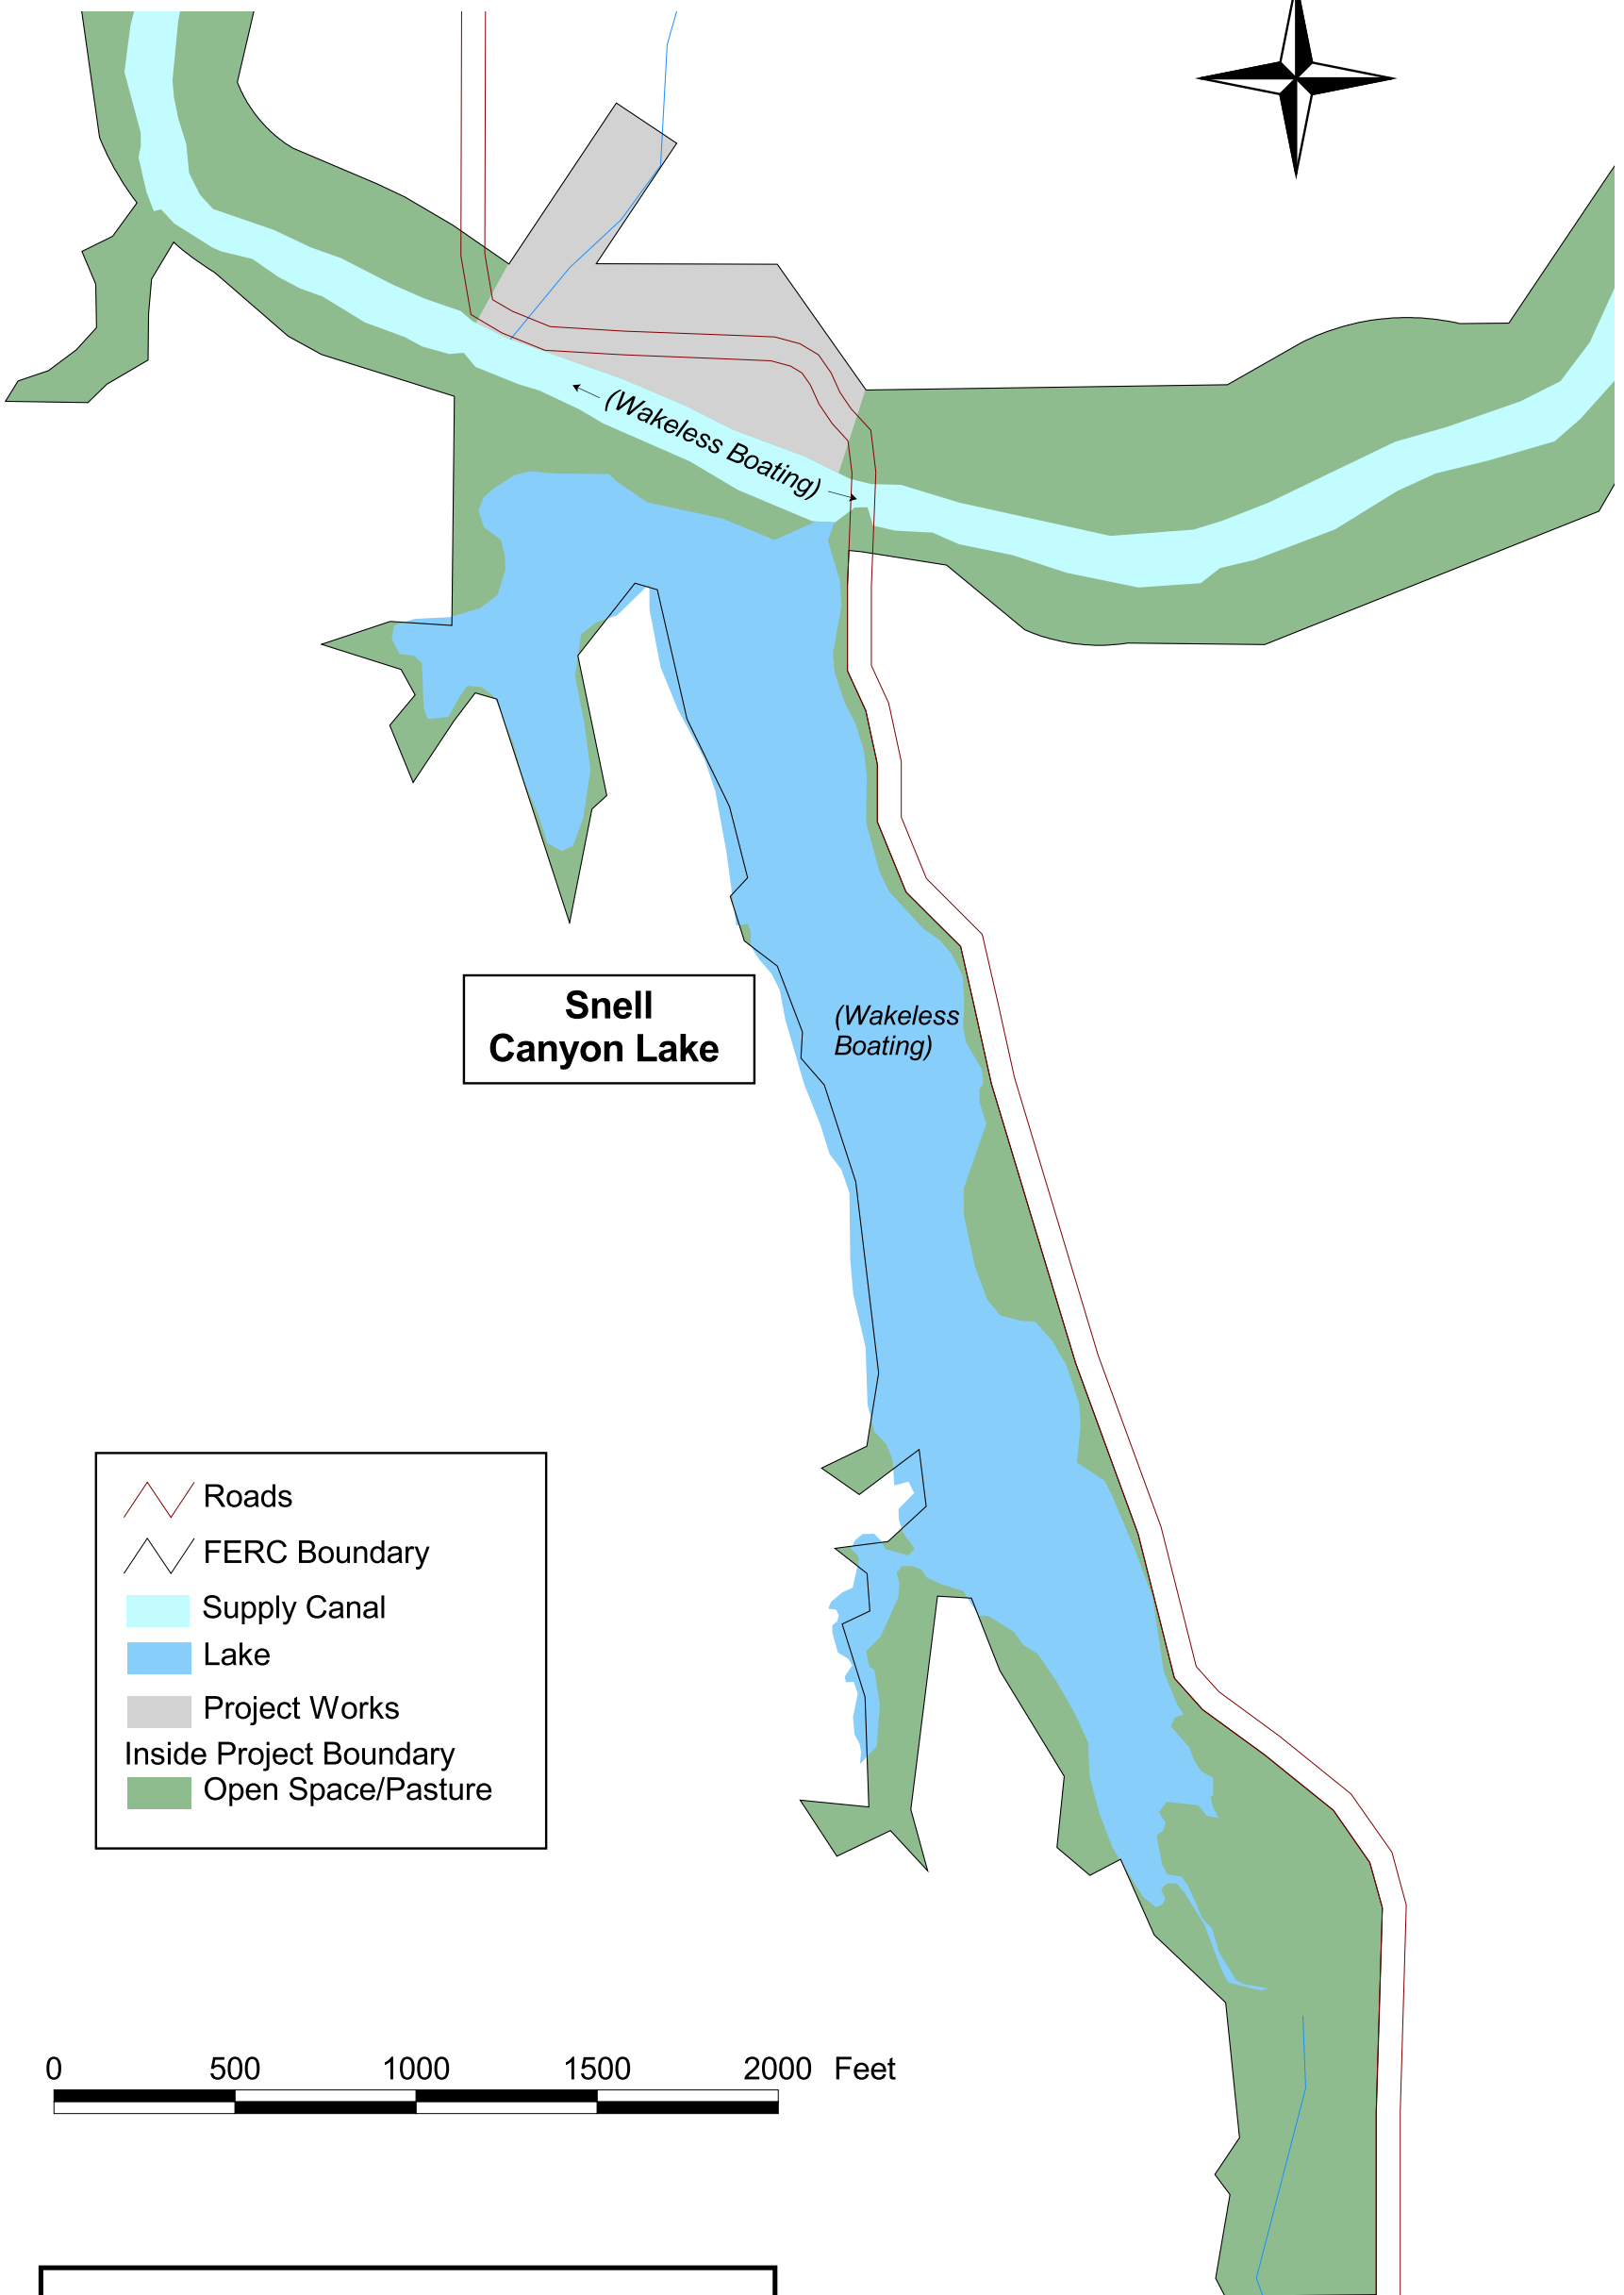 (Wakeless Boating)
Snell
Canyon Lake
(Wakeless
Boating)
Roads
FERC Boundary
Supply Canal
Lake
Project Works
Inside Project Boundary
Open Space/Pasture
0 500 1000 1500 2000 Feet